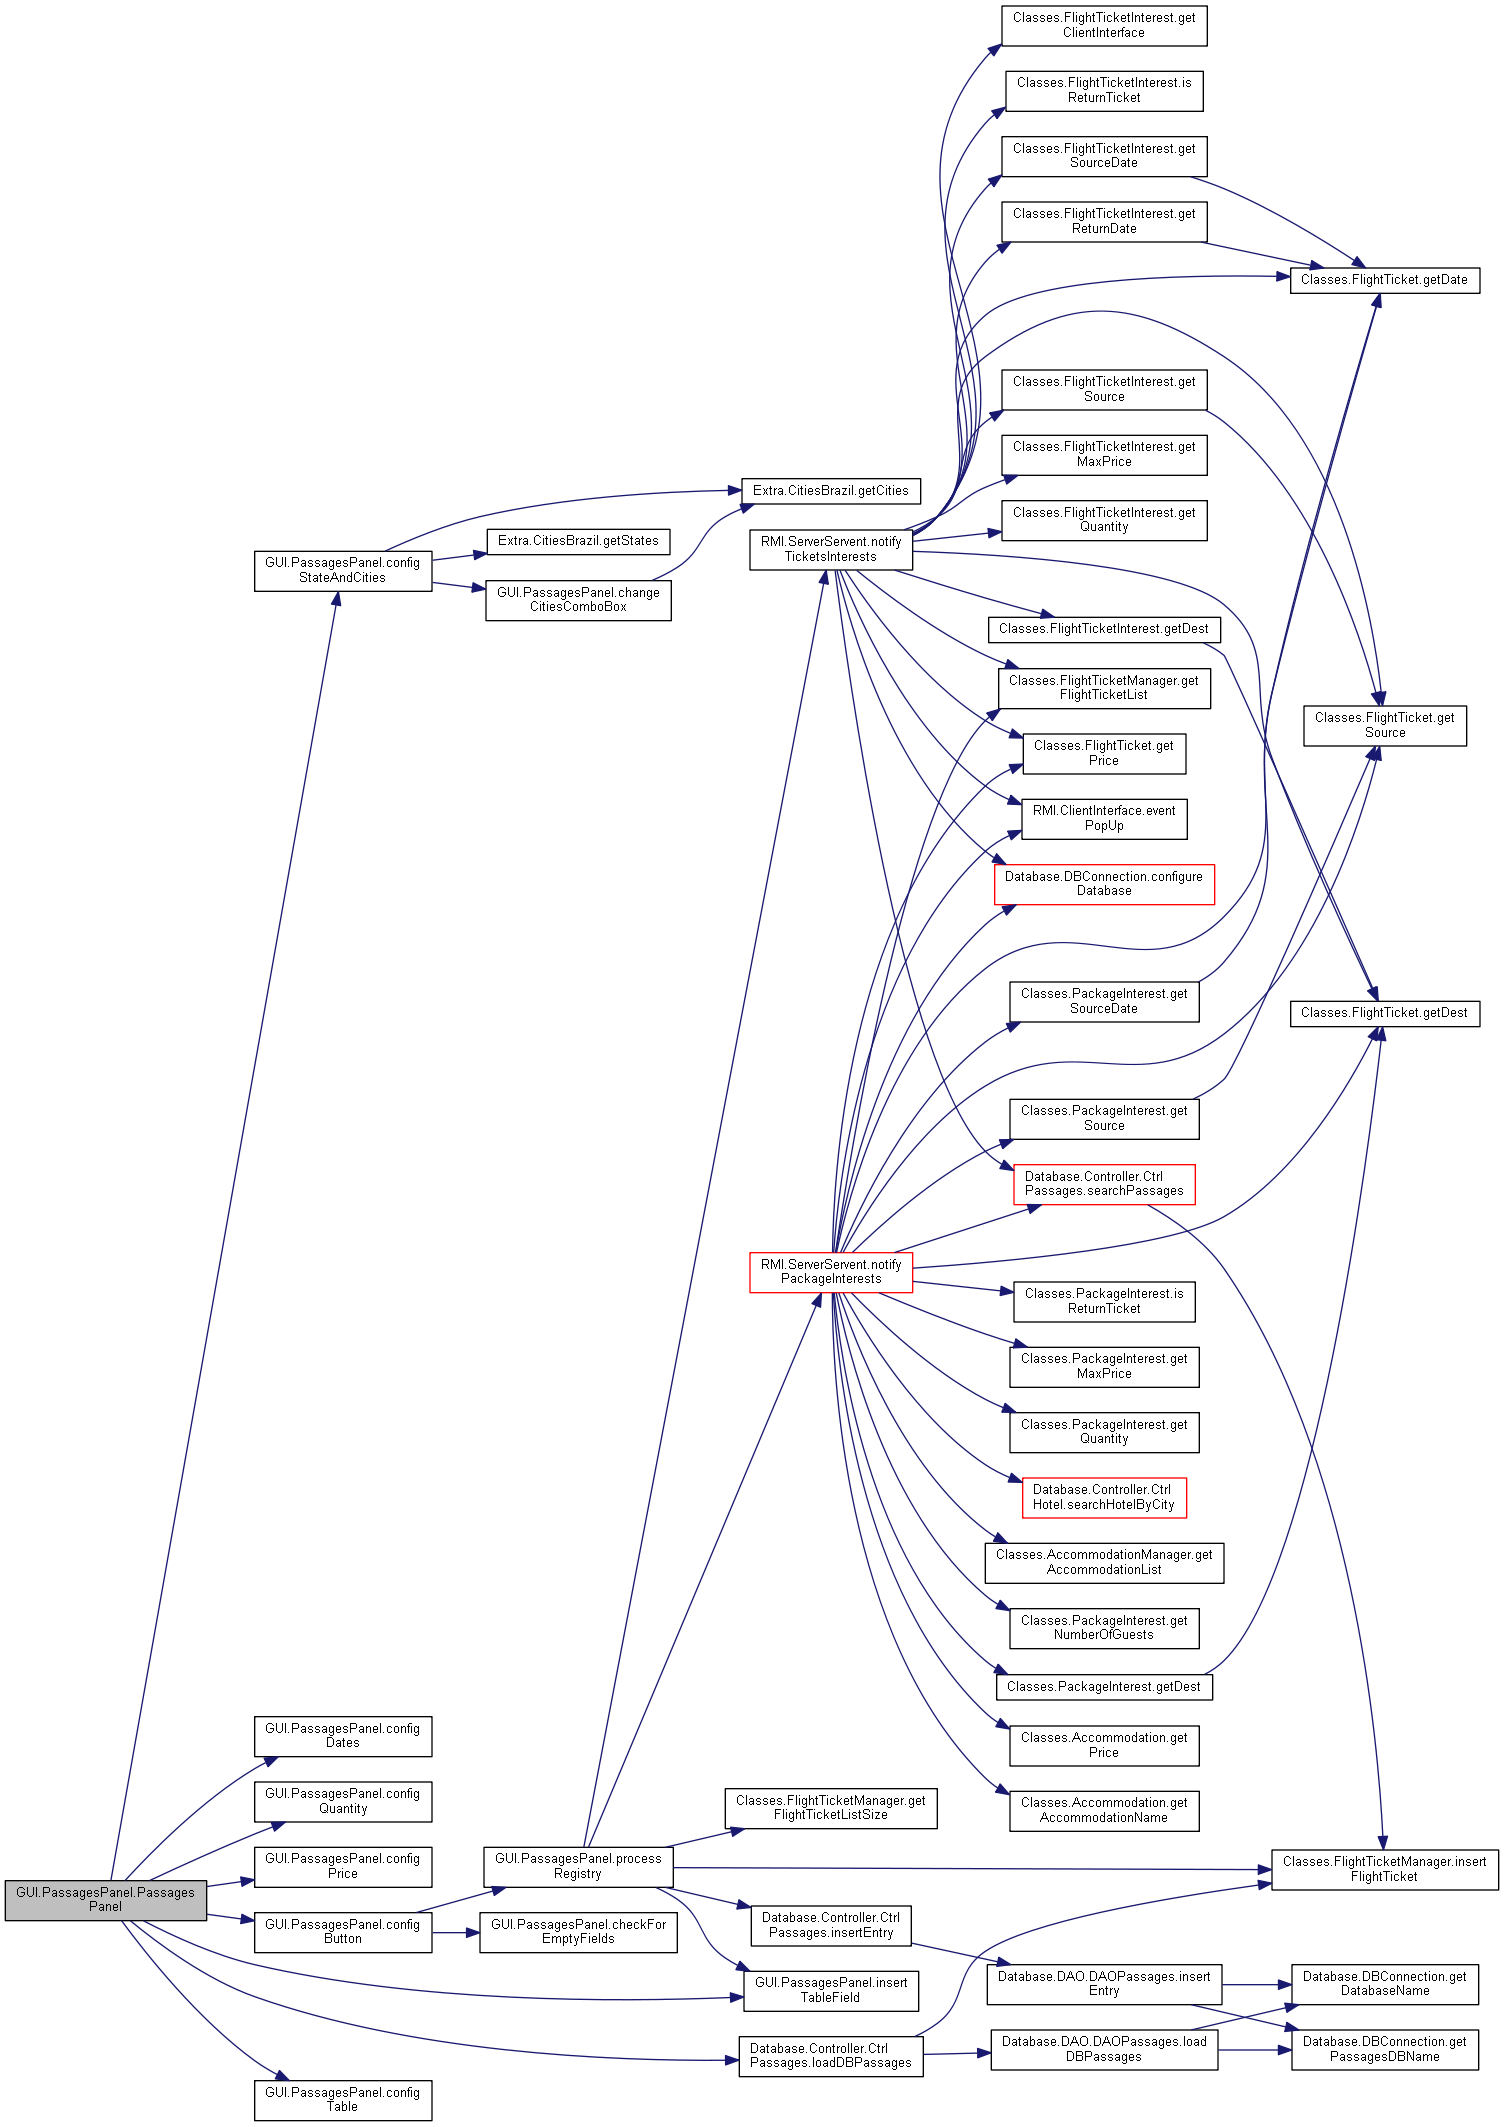 Classes.FlightTicketInterest.get
ClientInterface
Classes.FlightTicketInterest.is
ReturnTicket
Classes.FlightTicketInterest.get
SourceDate
Classes.FlightTicketInterest.get
ReturnDate
Classes.FlightTicket.getDate
Classes.FlightTicketInterest.get
Source
Classes.FlightTicketInterest.get
MaxPrice
Extra.CitiesBrazil.getCities
Classes.FlightTicketInterest.get
Quantity
Extra.CitiesBrazil.getStates
RMI.ServerServent.notify
TicketsInterests
GUI.PassagesPanel.config
StateAndCities
GUI.PassagesPanel.change
CitiesComboBox
Classes.FlightTicketInterest.getDest
Classes.FlightTicketManager.get
FlightTicketList
Classes.FlightTicket.get
Source
Classes.FlightTicket.get
Price
RMI.ClientInterface.event
PopUp
Database.DBConnection.configure
Database
Classes.PackageInterest.get
SourceDate
Classes.FlightTicket.getDest
Classes.PackageInterest.get
Source
Database.Controller.Ctrl
Passages.searchPassages
RMI.ServerServent.notify
PackageInterests
Classes.PackageInterest.is
ReturnTicket
Classes.PackageInterest.get
MaxPrice
Classes.PackageInterest.get
Quantity
Database.Controller.Ctrl
Hotel.searchHotelByCity
Classes.AccommodationManager.get
AccommodationList
Classes.PackageInterest.get
NumberOfGuests
Classes.PackageInterest.getDest
GUI.PassagesPanel.config
Dates
Classes.Accommodation.get
Price
GUI.PassagesPanel.config
Quantity
Classes.FlightTicketManager.get
FlightTicketListSize
Classes.Accommodation.get
AccommodationName
GUI.PassagesPanel.config
Price
GUI.PassagesPanel.process
Registry
Classes.FlightTicketManager.insert
FlightTicket
GUI.PassagesPanel.Passages
Panel
GUI.PassagesPanel.config
Button
GUI.PassagesPanel.checkFor
EmptyFields
Database.Controller.Ctrl
Passages.insertEntry
GUI.PassagesPanel.insert
TableField
Database.DAO.DAOPassages.insert
Entry
Database.DBConnection.get
DatabaseName
Database.Controller.Ctrl
Passages.loadDBPassages
Database.DAO.DAOPassages.load
DBPassages
Database.DBConnection.get
PassagesDBName
GUI.PassagesPanel.config
Table